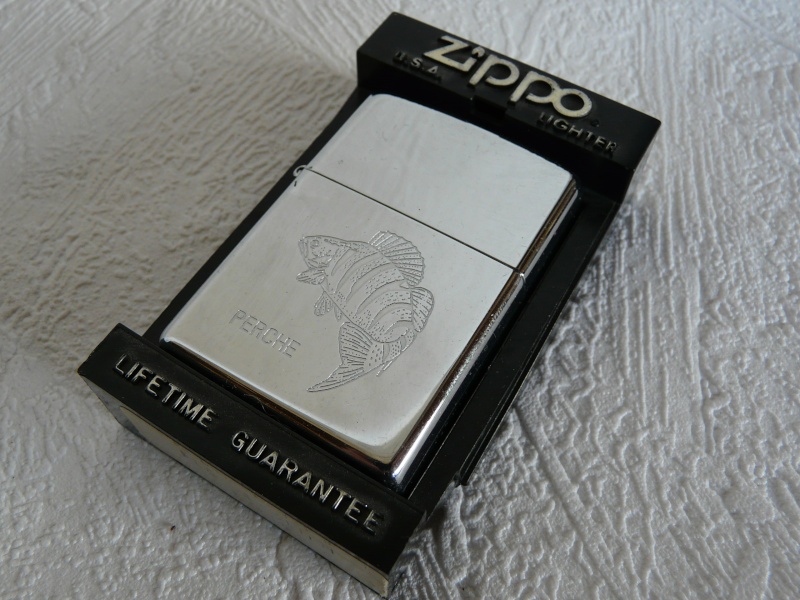 Zippo
U.S.A.
LIGHTER
PERCHE
LIFETIME GUARANTEE